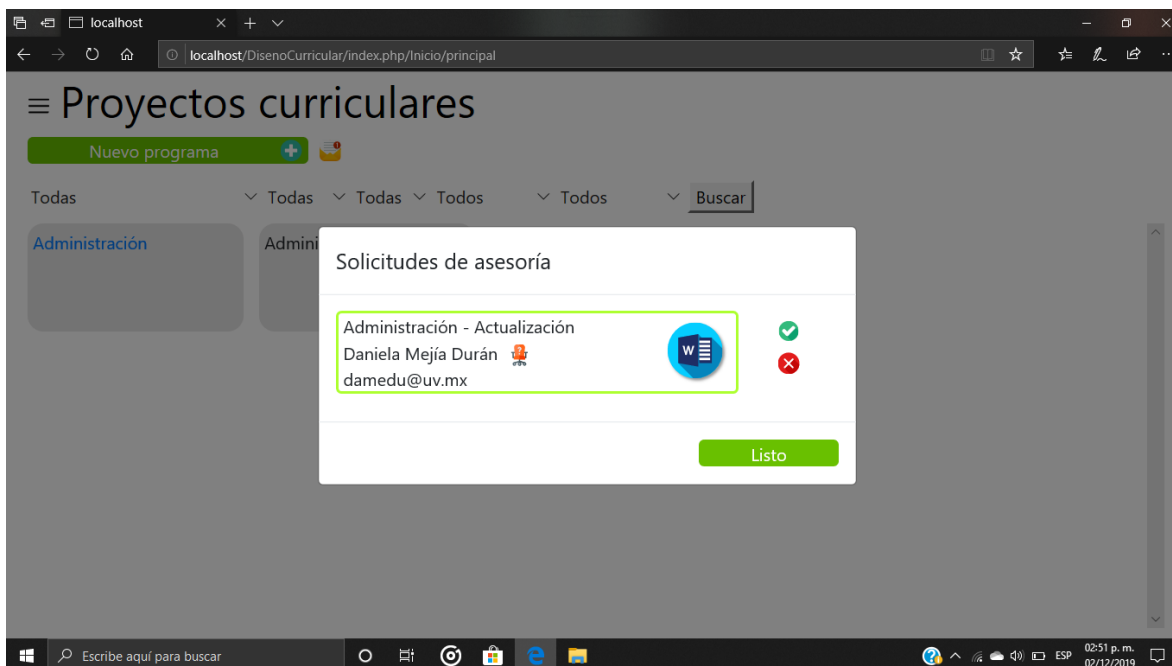 localhost
localhost/DisenoCurricular/index.php/Inicio/principal
Proyectos curriculares
Nuevo programa
Todas Todas Todas Todos Todos Buscar
Administración Admini
Solicitudes de asesoría
Administración - Actualización
Daniela Mejía Durán
damedu@uv.mx
W
Listo
Escribe aquí para buscar
ESP
02:51 p. m.
02/12/2019